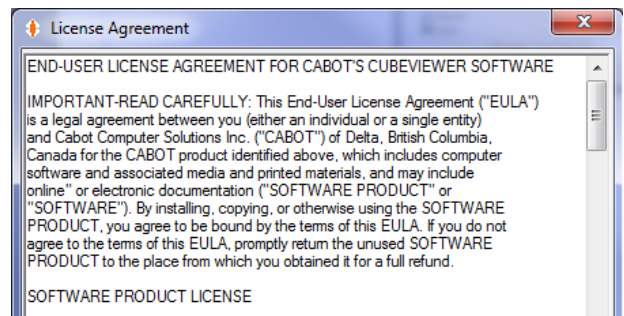 License Agreement
END-USER LICENSE AGREEMENT FOR CABOT'S CUBEVIEWER SOFTWARE
IMPORTANT-READ CAREFULLY: This End-User License Agreement ("EULA")
is a legal agreement between you (either an individual or a single entity)
and Cabot Computer Solutions Inc. ("CABOT") of Delta, British Columbia,
Canada for the CABOT product identified above, which includes computer
software and associated media and printed materials, and may include
online" or electronic documentation ("SOFTWARE PRODUCT" or
"SOFTWARE"). By installing, copying, or otherwise using the SOFTWARE
PRODUCT, you agree to be bound by the terms of this EULA. If you do not
agree to the terms of this EULA, promptly return the unused SOFTWARE
PRODUCT to the place from which you obtained it for a full refund.
SOFTWARE PRODUCT LICENSE